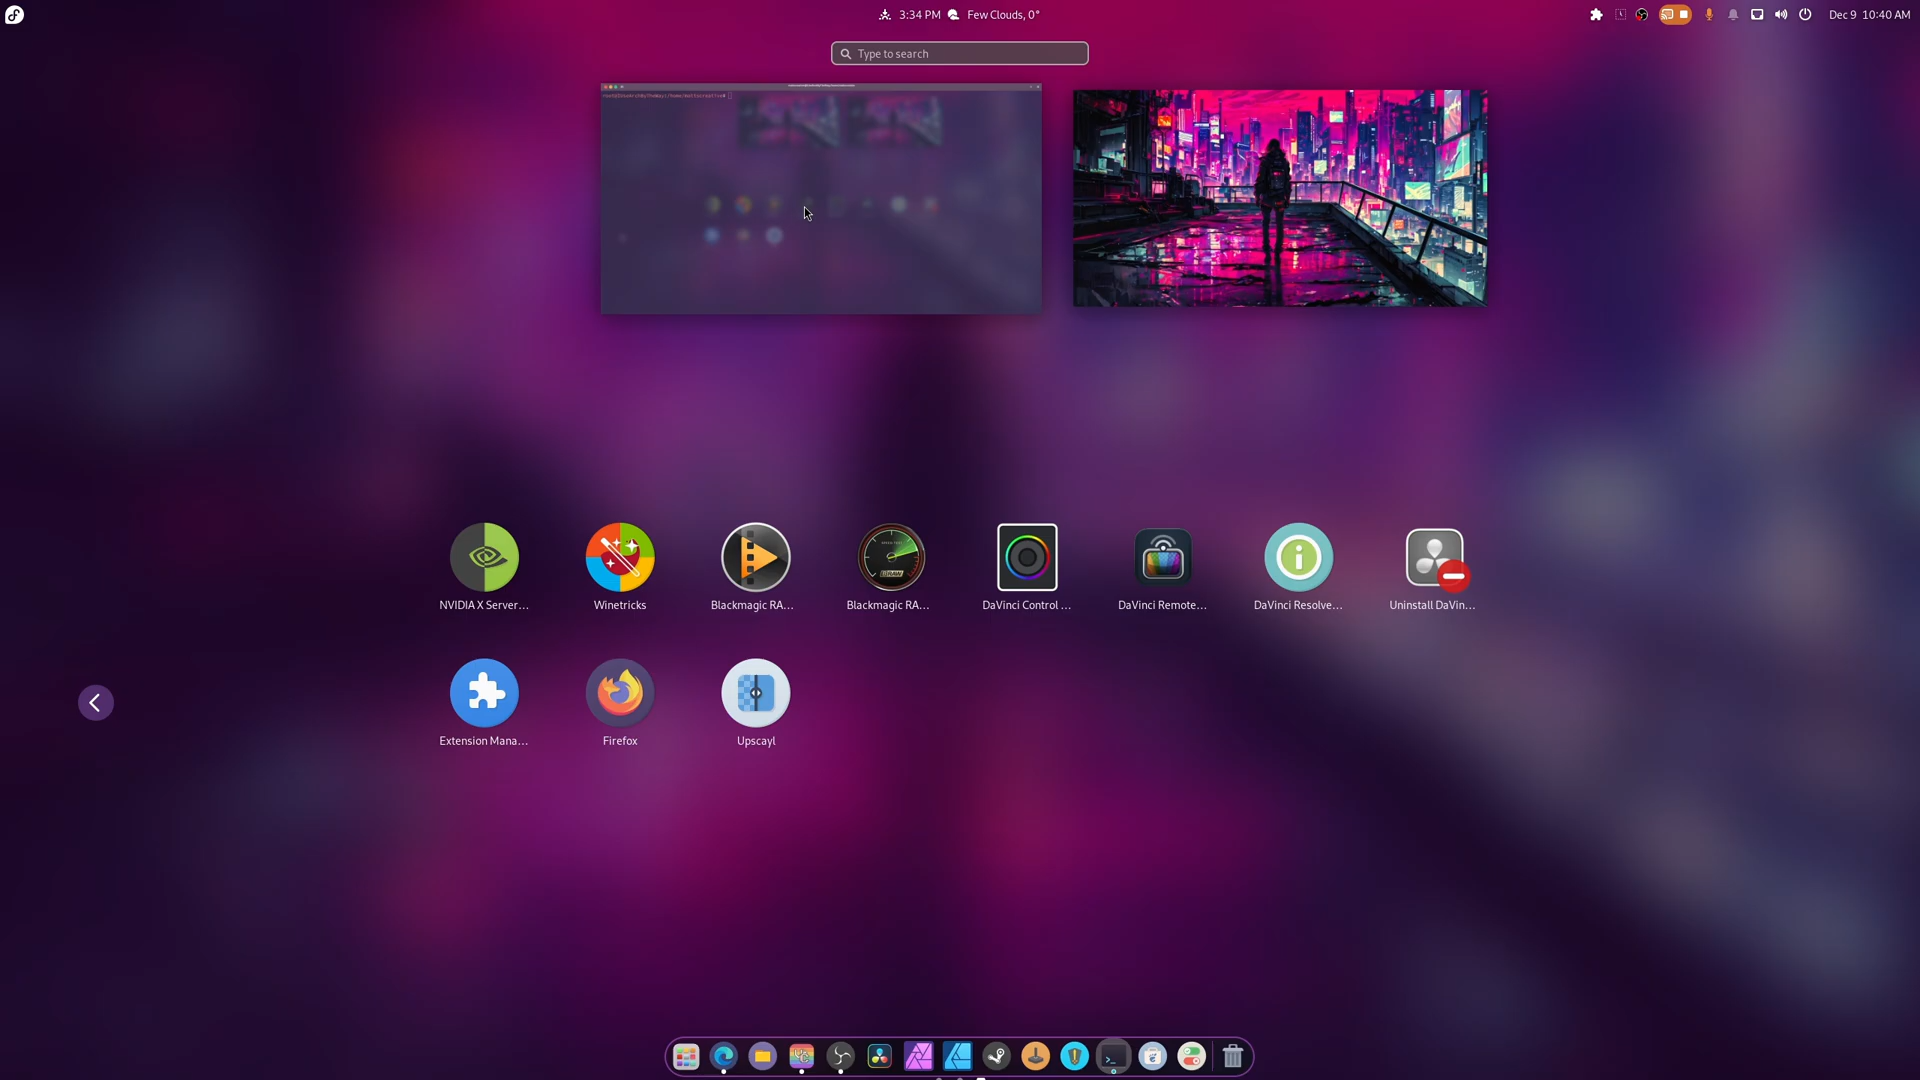 3:34 PM Few Clouds, 0°
Dec 9 10:40 AM
Type to search
NVIDIA X Server...
Winetricks
Blackmagic RA...
Blackmagic RA...
DaVinci Control ...
DaVinci Remote...
DaVinci Resolve...
Uninstall DaVin...
Extension Mana...
Firefox
Upscayl